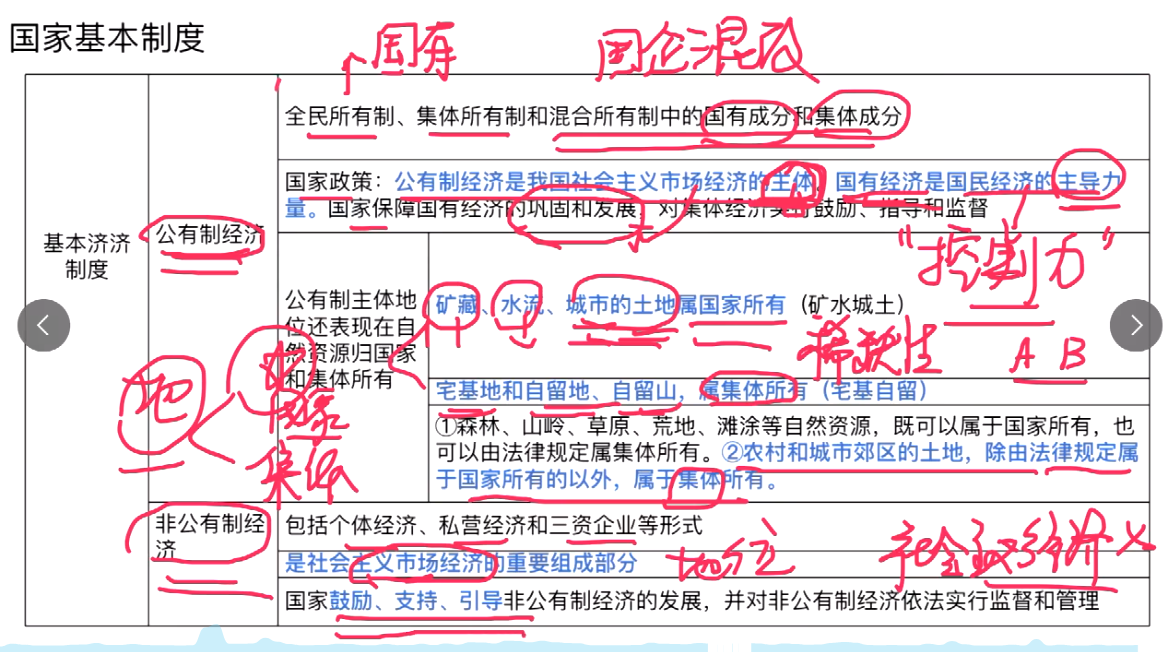 国家基本制度
↑国有
国企混改
基本济济
制度
公有制经济
全民所有制、集体所有制和混合所有制中的国有成分和集体成分
国家政策：公有制经济是我国社会主义市场经济的主体，国有经济是国民经济的主导力
量。国家保障国有经济的巩固和发展，对集体经济实行鼓励、指导和监督
“控制力”
公有制主体地
位还表现在自
然资源归国家
和集体所有
矿藏、水流、城市的土地属国家所有（矿水城土）
稀缺性
A B
宅基地和自留地、自留山，属集体所有（宅基自留）
①森林、山岭、草原、荒地、滩涂等自然资源，既可以属于国家所有，也
可以由法律规定属集体所有。②农村和城市郊区的土地，除由法律规定属
于国家所有的以外，属于集体所有。
地
国家
集体
非公有制经
济
包括个体经济、私营经济和三资企业等形式
是社会主义市场经济的重要组成部分
地位
国家鼓励、支持、引导非公有制经济的发展，并对非公有制经济依法实行监督和管理